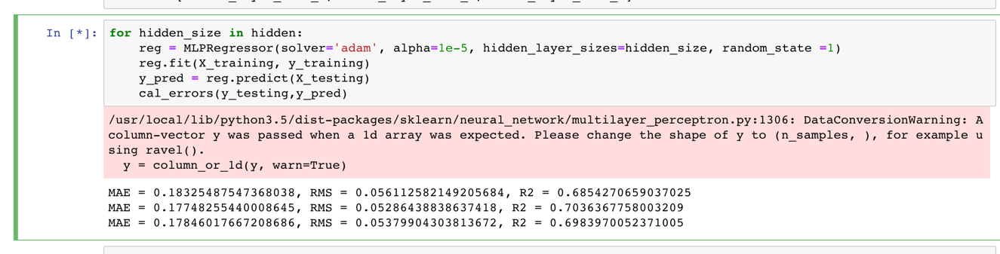 In [*]: for hidden_size in hidden:
reg = MLPRegressor(solver='adam', alpha=1e-5, hidden_layer_sizes=hidden_size, random_state =1)
reg.fit(X_training, y_training)
y_pred = reg.predict(X_testing)
cal_errors(y_testing,y_pred)
/usr/local/lib/python3.5/dist-packages/sklearn/neural_network/multilayer_perceptron.py:1306: DataConversionWarning: A
column-vector y was passed when a 1d array was expected. Please change the shape of y to (n_samples, ), for example u
sing ravel().
y = column_or_1d(y, warn=True)
MAE = 0.18325487547368038, RMS = 0.056112582149205684, R2 = 0.6854270659037025
MAE = 0.17748255440008645, RMS = 0.05286438838637418, R2 = 0.7036367758003209
MAE = 0.17846017667208686, RMS = 0.05379904303813672, R2 = 0.6983970052371005